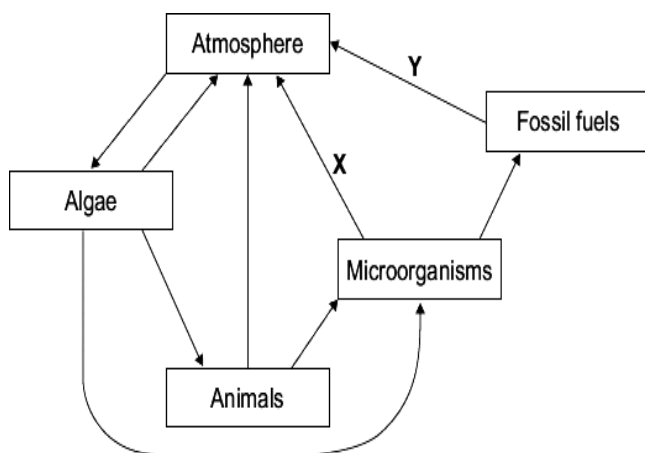 Atmosphere
Y
Fossil fuels
X
Algae
Microorganisms
Animals